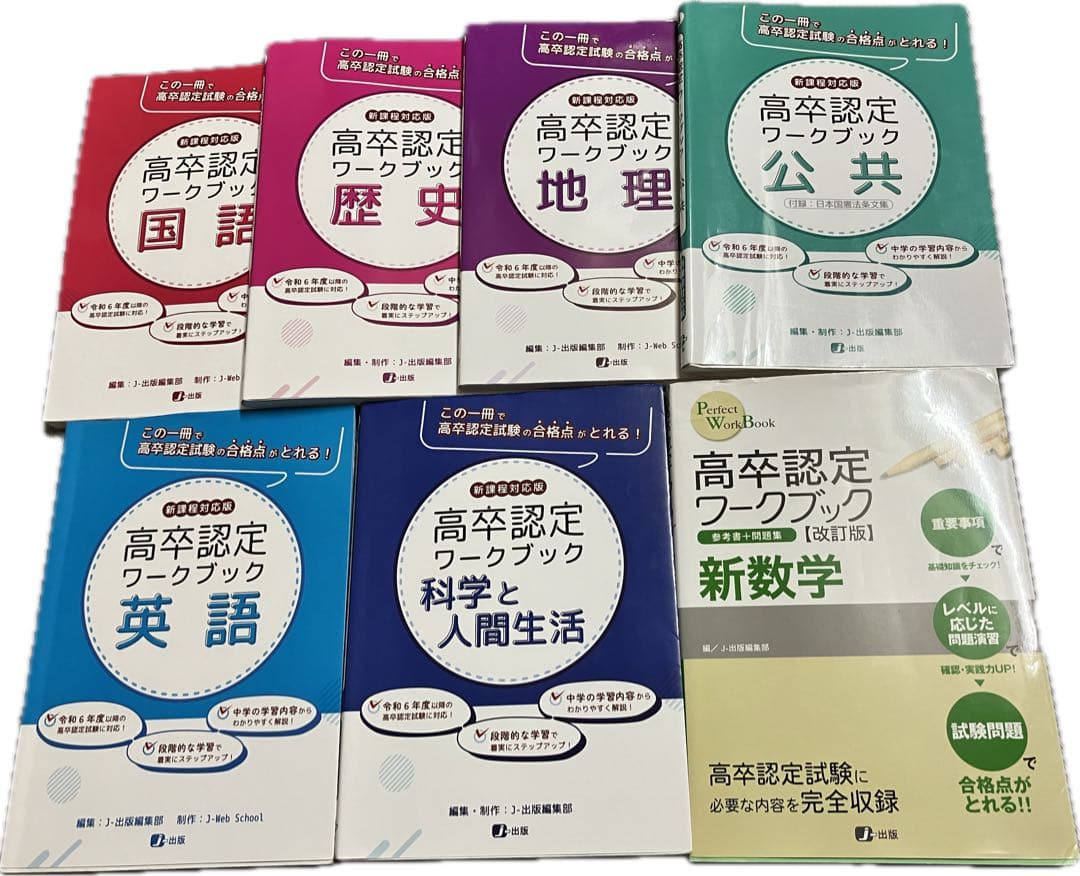 この一冊で
高卒認定試験の合格
新課程対応版
高卒認定
ワークブック
国語
令和6年度以降の
高卒認定試験に対応！
段階的な学習で
着実にステップアップ！
編集：J-出版編集部 制作：J-Web
J-出版
この一冊で
高卒認定試験の合格点
新課程対応版
高卒認定
ワークブック
歴史
令和6年度以降の
高卒認定試験に対応！
段階的な学習で
着実にステップアップ！
編集・制作：J-出版編集部
J-出版
この一冊で
高卒認定試験の合格点が
新課程対応版
高卒認定
ワークブック
地理
令和6年度以降の
高卒認定試験に対応！
段階的な学習で
着実にステップアップ！
編集：J-出版編集部 制作：J-Web
J-出版
この一冊で
高卒認定試験の合格点がとれる！
新課程対応版
高卒認定
ワークブック
公共
付録：日本国憲法条文集
令和6年度以降の
高卒認定試験に対応！
中学の学習内容から
わかりやすく解説！
段階的な学習で
着実にステップアップ！
編集・制作：J-出版編集部
J-出版
この一冊で
高卒認定試験の合格点がとれる！
新課程対応版
高卒認定
ワークブック
英語
令和6年度以降の
高卒認定試験に対応！
中学の学習内容から
わかりやすく解説！
段階的な学習で
着実にステップアップ！
編集：J-出版編集部 制作：J-Web School
J-出版
この一冊で
高卒認定試験の合格点がとれる！
新課程対応版
高卒認定
ワークブック
科学と
人間生活
令和6年度以降の
高卒認定試験に対応！
中学の学習内容から
わかりやすく解説！
段階的な学習で
着実にステップアップ！
編集・制作：J-出版編集部
J-出版
Perfect
WorkBook
高卒認定
ワークブック
参考書+問題集
【改訂版】
新数学
編／J-出版編集部
重要事項で
基礎知識をチェック！
レベルに
応じた
問題演習で
確認・実践力UP！
試験問題で
合格点が
とれる!!
高卒認定試験に
必要な内容を完全収録
J-出版